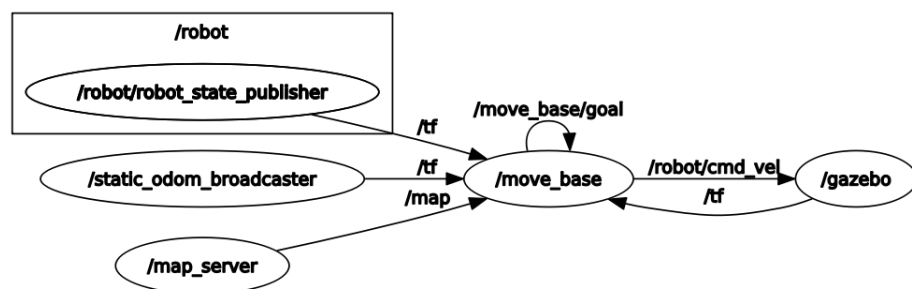 /robot
/robot/robot_state_publisher
/tf
/move_base/goal
/static_odom_broadcaster
/tf
/move_base
/robot/cmd_vel
/gazebo
/map
/tf
/map_server